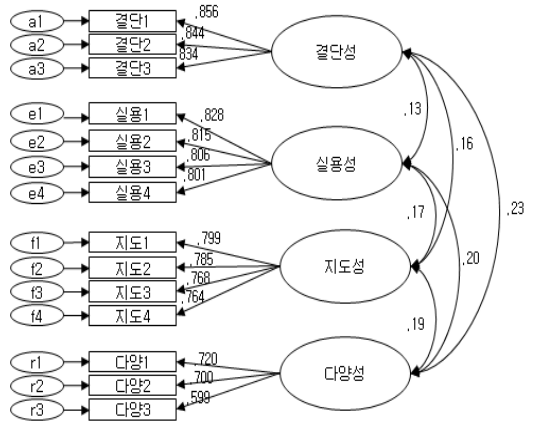 a1 결단1 .856
a2 결단2 .844
a3 결단3 .834
결단성
e1 실용1 .828
e2 실용2 .815
e3 실용3 .806
e4 실용4 .801
실용성
f1 지도1 .799
f2 지도2 .785
f3 지도3 .768
f4 지도4 .764
지도성
r1 다양1 .720
r2 다양2 .700
r3 다양3 .599
다양성
.13
.16
.23
.17
.20
.19